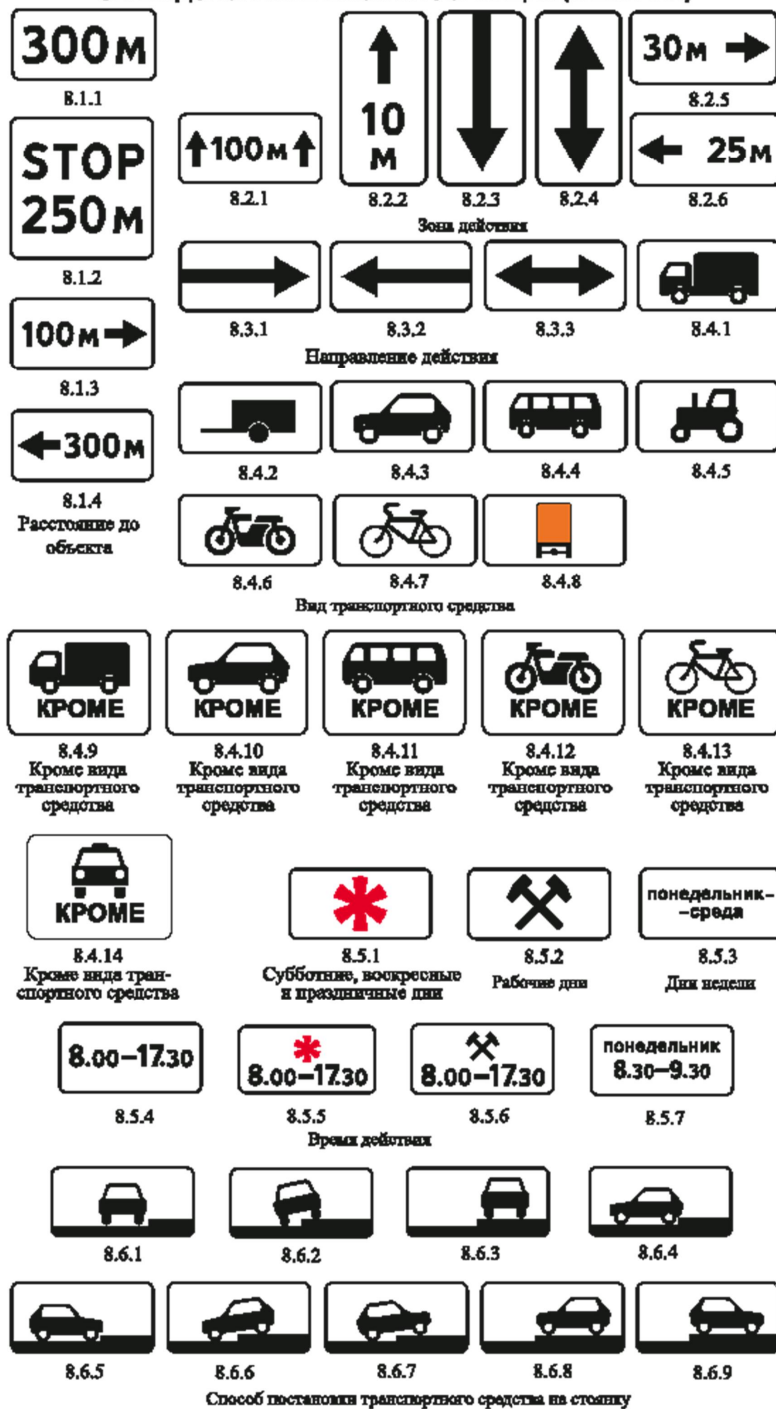 300 м
8.1.1
STOP
250 м
8.1.2
100 м
8.1.3
300 м
8.1.4
Расстояние до
объекта
100 м
8.2.1
10
м
8.2.2
8.2.3
8.2.4
30 м
8.2.5
25 м
8.2.6
Зона действия
8.3.1
8.3.2
8.3.3
8.4.1
Направление действия
8.4.2
8.4.3
8.4.4
8.4.5
8.4.6
8.4.7
8.4.8
Вид транспортного средства
КРОМЕ
КРОМЕ
КРОМЕ
КРОМЕ
КРОМЕ
8.4.9
Кроме вида
транспортного
средства
8.4.10
Кроме вида
транспортного
средства
8.4.11
Кроме вида
транспортного
средства
8.4.12
Кроме вида
транспортного
средства
8.4.13
Кроме вида
транспортного
средства
КРОМЕ
8.4.14
Кроме вида тран-
спортного средства
8.5.1
Субботние, воскресные
и праздничные дни
8.5.2
Рабочие дни
понедельник–
–среда
8.5.3
Дни недели
8.00–17.30
8.5.4
8.00–17.30
8.5.5
8.00–17.30
8.5.6
понедельник
8.30–9.30
8.5.7
Время действия
8.6.1
8.6.2
8.6.3
8.6.4
8.6.5
8.6.6
8.6.7
8.6.8
8.6.9
Способ постановки транспортного средства на стоянку